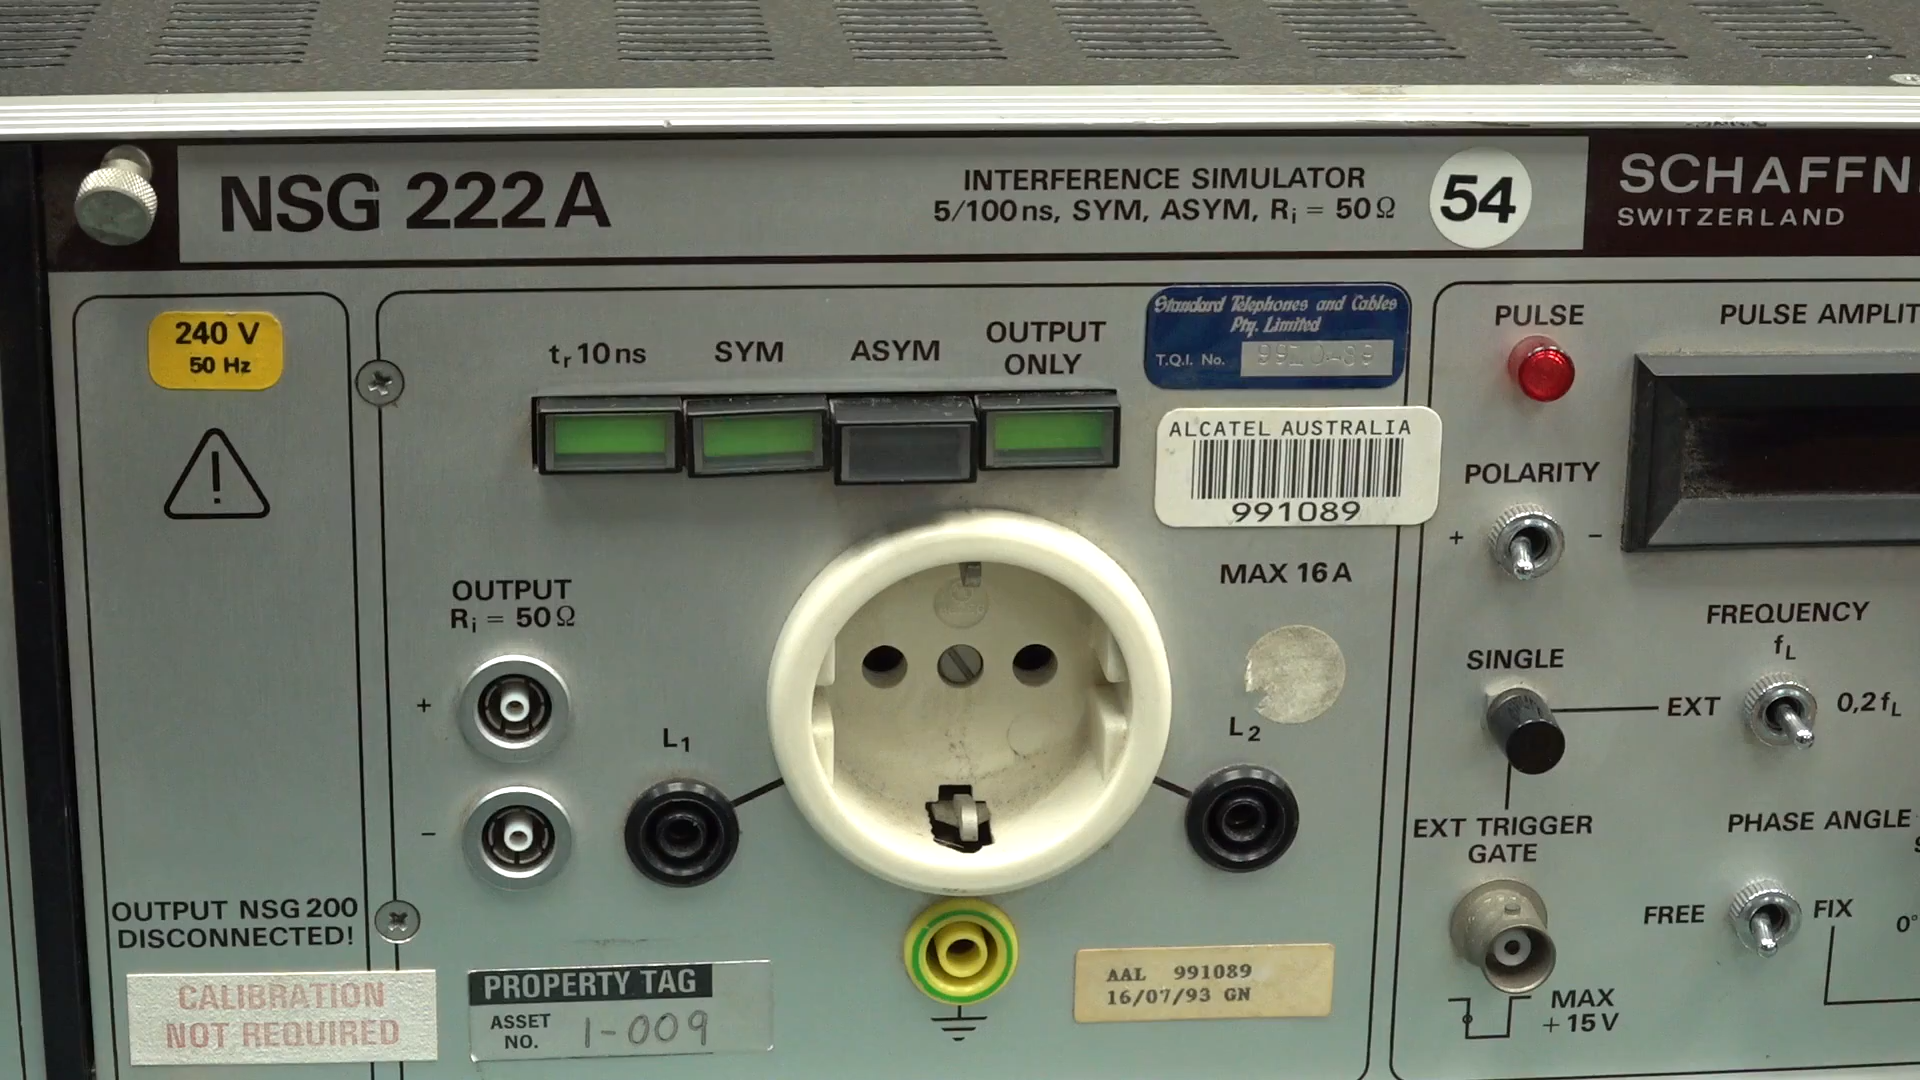 NSG 222A
INTERFERENCE SIMULATOR
5/100 ns, SYM, ASYM, Ri = 50 Ω
54
SCHAFFN
SWITZERLAND
240 V
50 Hz
tr 10 ns
SYM
ASYM
OUTPUT
ONLY
Standard Telephones and Cables
Pty. Limited
T.Q.I. No.
ALCATEL AUSTRALIA
991089
MAX 16 A
OUTPUT
Ri = 50 Ω
+
−
L1
L2
OUTPUT NSG 200
DISCONNECTED!
CALIBRATION
NOT REQUIRED
PROPERTY TAG
ASSET
NO. 1-009
AAL 991089
16/07/93 GN
PULSE
PULSE AMPLIT
POLARITY
+ −
SINGLE
EXT
FREQUENCY
fL
0,2 fL
EXT TRIGGER
GATE
MAX
+ 15 V
PHASE ANGLE
FREE
FIX
0°